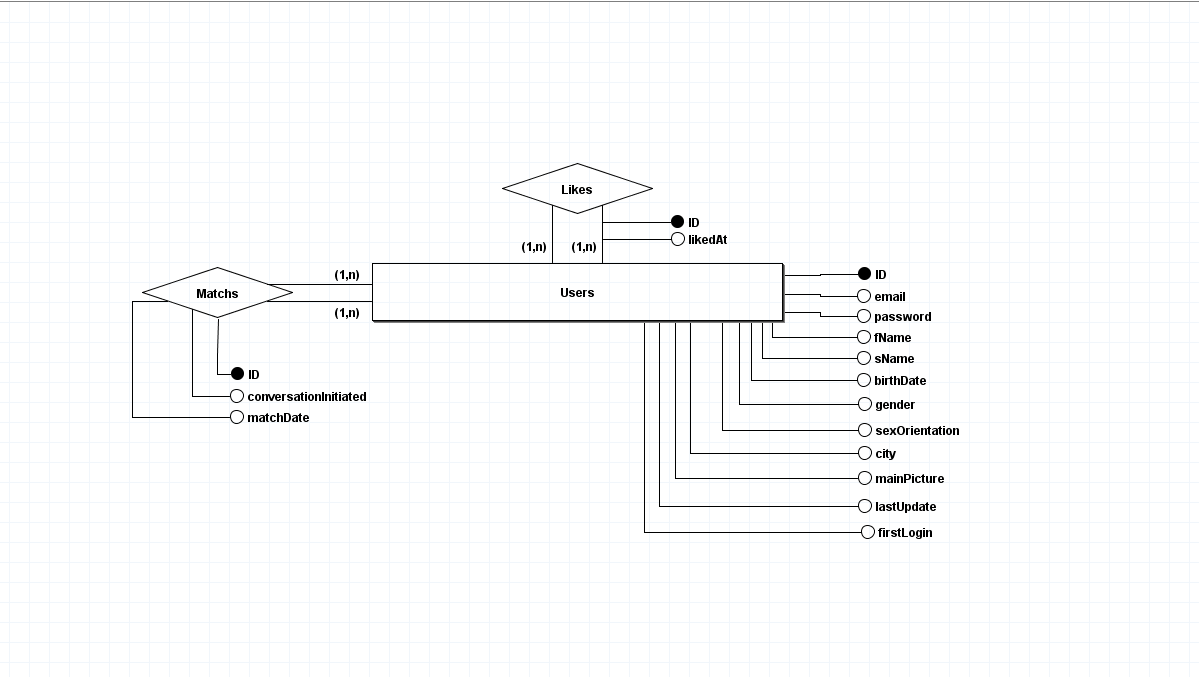 Likes
ID
likedAt
(1,n)
(1,n)
Users
Matchs
(1,n)
(1,n)
ID
conversationInitiated
matchDate
ID
email
password
fName
sName
birthDate
gender
sexOrientation
city
mainPicture
lastUpdate
firstLogin